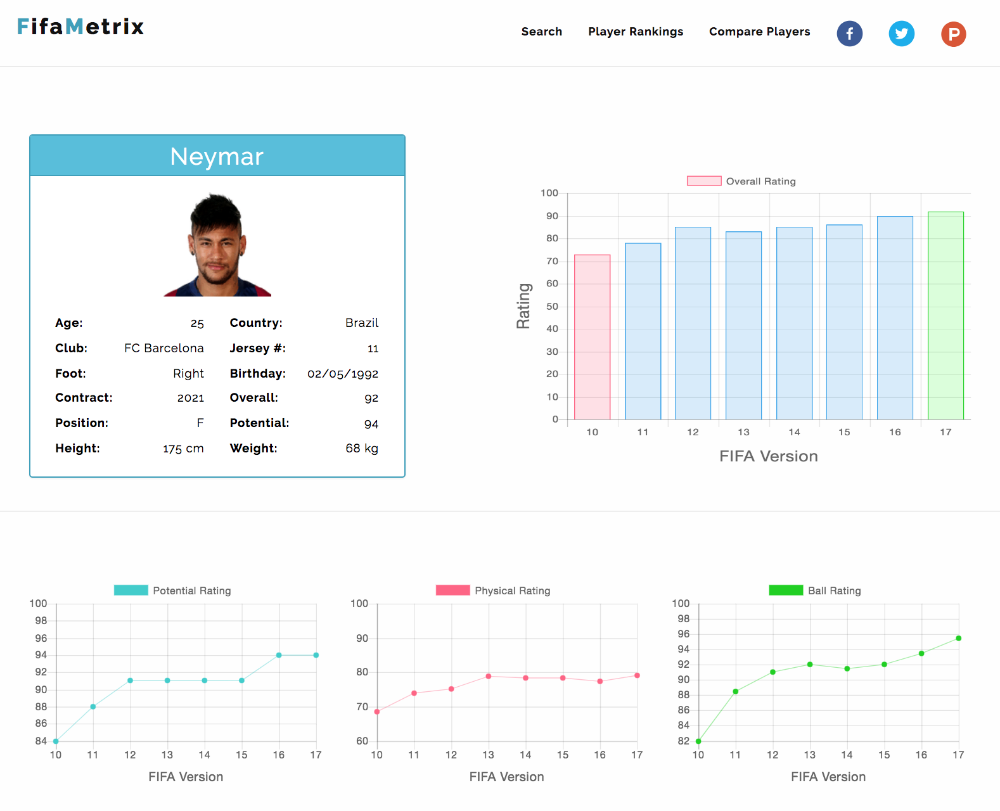 FifaMetrix
Search Player Rankings Compare Players
Neymar
Age: 25 Country: Brazil
Club: FC Barcelona Jersey #: 11
Foot: Right Birthday: 02/05/1992
Contract: 2021 Overall: 92
Position: F Potential: 94
Height: 175 cm Weight: 68 kg
Overall Rating
100
90
80
70
60
50
40
30
20
10
0
Rating
10 11 12 13 14 15 16 17
FIFA Version
Potential Rating
100
98
96
94
92
90
88
86
84
10 11 12 13 14 15 16 17
FIFA Version
Physical Rating
100
90
80
70
60
10 11 12 13 14 15 16 17
FIFA Version
Ball Rating
100
98
96
94
92
90
88
86
84
82
10 11 12 13 14 15 16 17
FIFA Version